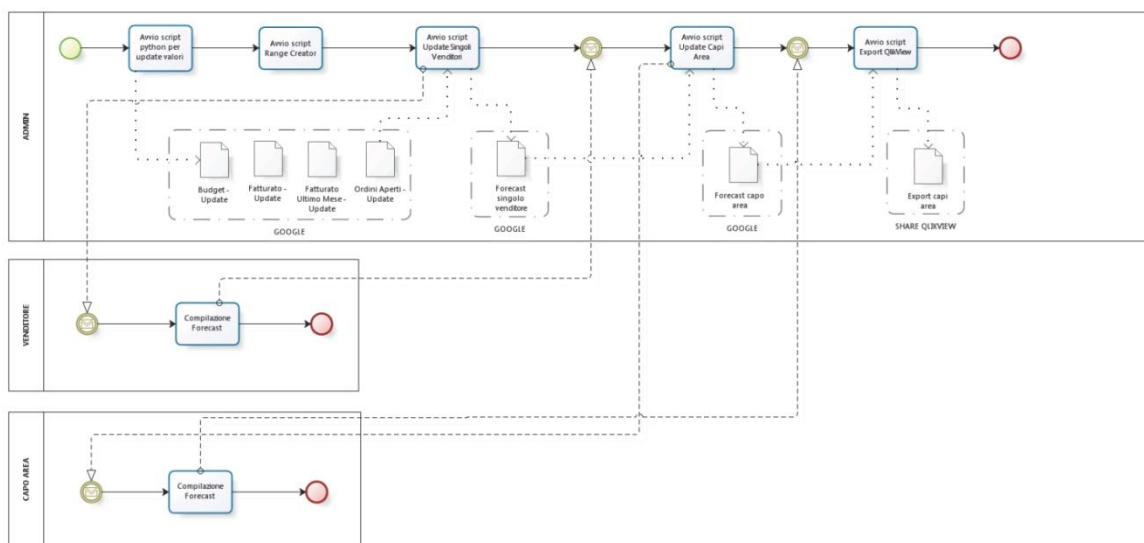 ADMIN
Avvio script
python per
update valori
Avvio script
Range Creator
Avvio script
Update Singoli
Venditori
Avvio script
Update Capi
Area
Avvio script
Export QlikView
Budget -
Update
Fatturato -
Update
Fatturato
Ultimo Mese -
Update
Ordini Aperti -
Update
GOOGLE
Forecast
singolo
venditore
GOOGLE
Forecast capo
area
GOOGLE
Export capi
area
SHARE QLIKVIEW
VENDITORE
Compilazione
Forecast
CAPO AREA
Compilazione
Forecast